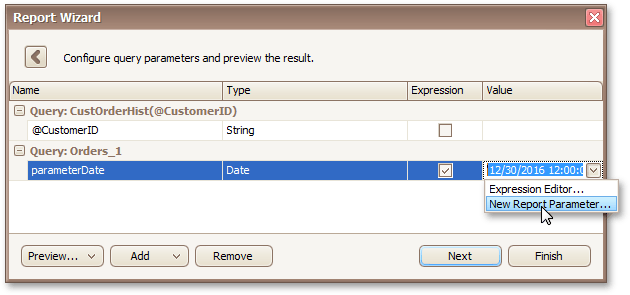 Report Wizard
Configure query parameters and preview the result.
Name Type Expression Value
Query: CustOrderHist(@CustomerID)
@CustomerID String
Query: Orders_1
parameterDate Date 12/30/2016 12:00:0
Expression Editor...
New Report Parameter...
Preview... Add Remove Next Finish